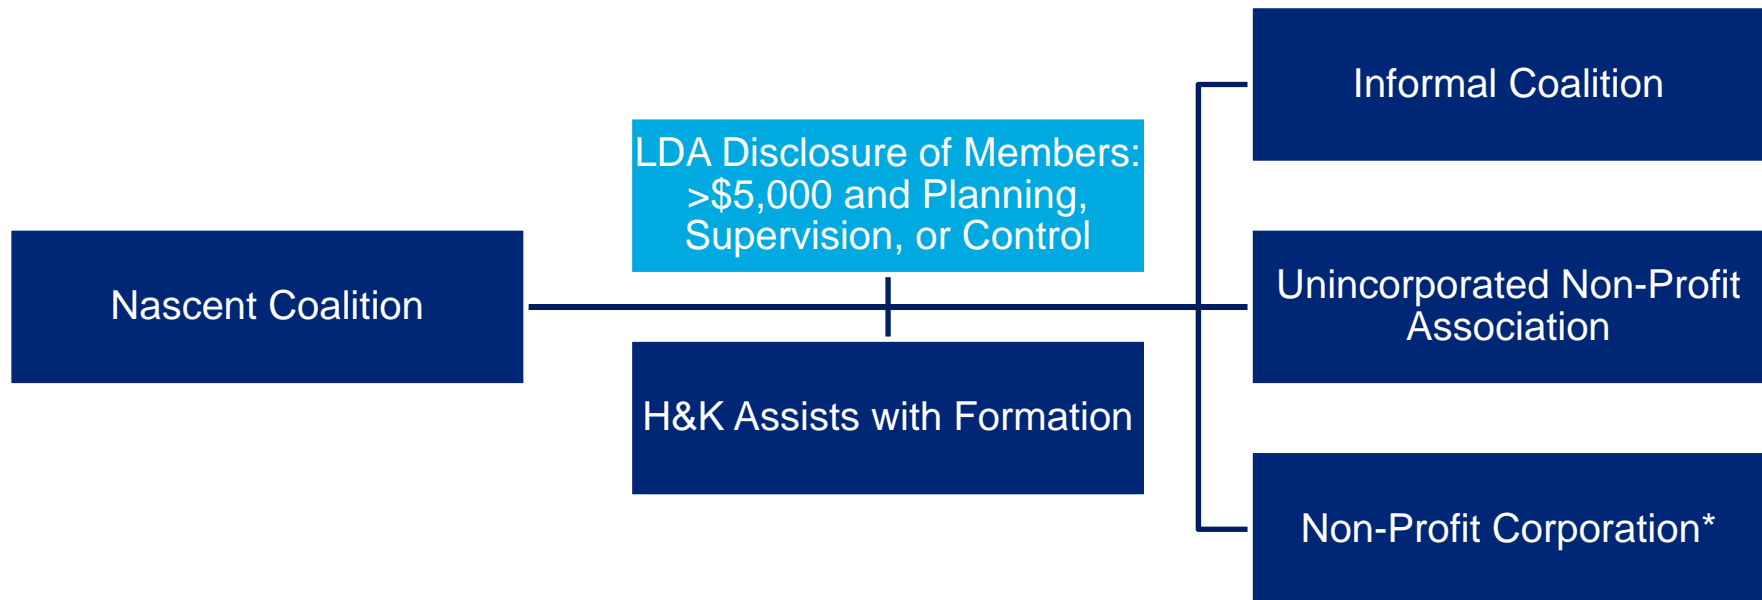 Nascent Coalition
LDA Disclosure of Members:
>$5,000 and Planning,
Supervision, or Control
H&K Assists with Formation
Informal Coalition
Unincorporated Non-Profit
Association
Non-Profit Corporation*